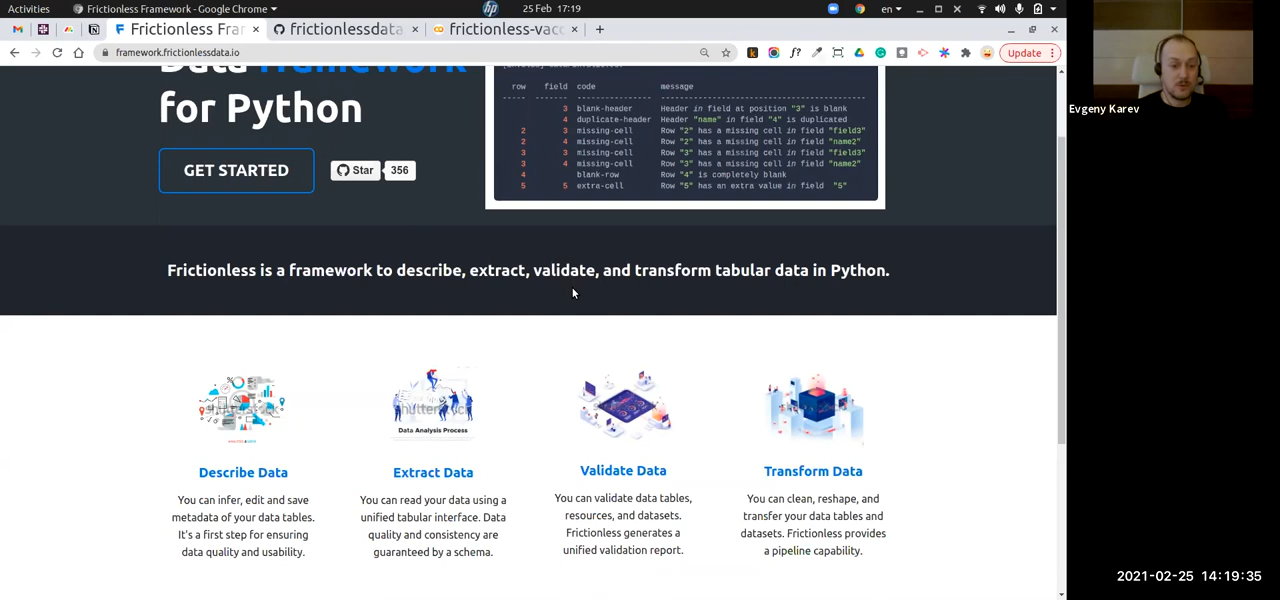 Activities
Frictionless Framework - Google Chrome
25 Feb 17:19
en
Frictionless Fram
frictionlessdata
frictionless-vacc
framework.frictionlessdata.io
Update
Data Framework
for Python
GET STARTED
Star
356
row field code message
3 blank-header Header in field at position "3" is blank
4 duplicate-header Header "name" in field "4" is duplicated
2 3 missing-cell Row "2" has a missing cell in field "field3"
2 4 missing-cell Row "2" has a missing cell in field "name2"
3 3 missing-cell Row "3" has a missing cell in field "field3"
3 4 missing-cell Row "3" has a missing cell in field "name2"
4 blank-row Row "4" is completely blank
5 5 extra-cell Row "5" has an extra value in field "5"
Frictionless is a framework to describe, extract, validate, and transform tabular data in Python.
shutterstock
shutterstock
Data Analysis Process
shutterstock
shutterstock
Describe Data
You can infer, edit and save
metadata of your data tables.
It's a first step for ensuring
data quality and usability.
Extract Data
You can read your data using a
unified tabular interface. Data
quality and consistency are
guaranteed by a schema.
Validate Data
You can validate data tables,
resources, and datasets.
Frictionless generates a
unified validation report.
Transform Data
You can clean, reshape, and
transfer your data tables and
datasets. Frictionless provides
a pipeline capability.
Evgeny Karev
2021-02-25 14:19:35